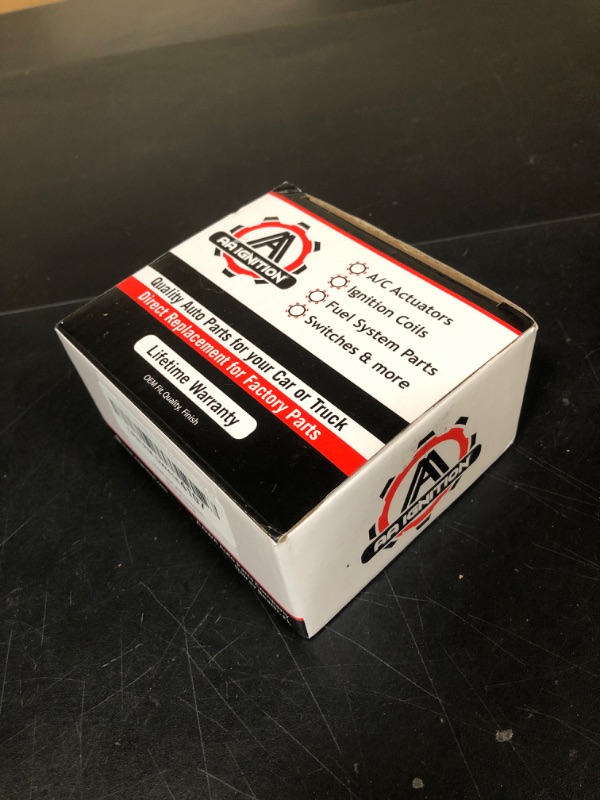 AA IGNITION
A/C Actuators
Ignition Coils
Fuel System Parts
Switches & more
Quality Auto Parts for your Car or Truck
Direct Replacement for Factory Parts
Lifetime Warranty
OEM Fit, Quality, Finish
AA IGNITION